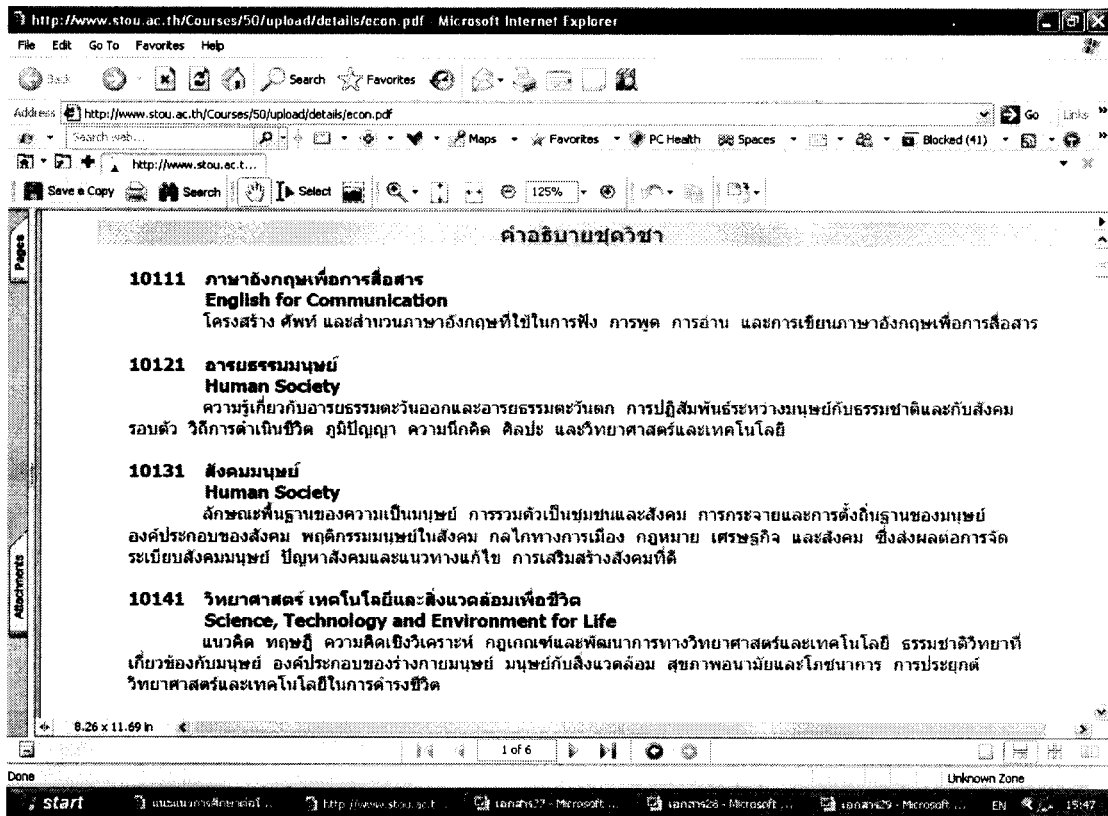 http://www.stou.ac.th/Courses/50/upload/details/econ.pdf - Microsoft Internet Explorer
File Edit Go To Favorites Help
Back Search Favorites
Address http://www.stou.ac.th/Courses/50/upload/details/econ.pdf Go Links »
Search web... Maps Favorites PC Health Spaces Blocked (41) »
http://www.stou.ac.t...
Save a Copy Search Select 125%
Pages
คำอธิบายชุดวิชา
10111 ภาษาอังกฤษเพื่อการสื่อสาร
English for Communication
โครงสร้าง ศัพท์ และสำนวนภาษาอังกฤษที่ใช้ในการฟัง การพูด การอ่าน และการเขียนภาษาอังกฤษเพื่อการสื่อสาร
10121 อารยธรรมมนุษย์
Human Society
ความรู้เกี่ยวกับอารยธรรมตะวันออกและอารยธรรมตะวันตก การปฏิสัมพันธ์ระหว่างมนุษย์กับธรรมชาติและกับสังคม
รอบตัว วิถีการดำเนินชีวิต ภูมิปัญญา ความนึกคิด ศิลปะ และวิทยาศาสตร์และเทคโนโลยี
10131 สังคมมนุษย์
Human Society
ลักษณะพื้นฐานของความเป็นมนุษย์ การรวมตัวเป็นชุมชนและสังคม การกระจายและการตั้งถิ่นฐานของมนุษย์
องค์ประกอบของสังคม พฤติกรรมมนุษย์ในสังคม กลไกทางการเมือง กฎหมาย เศรษฐกิจ และสังคม ซึ่งส่งผลต่อการจัด
ระเบียบสังคมมนุษย์ ปัญหาสังคมและแนวทางแก้ไข การเสริมสร้างสังคมที่ดี
Attachments
10141 วิทยาศาสตร์ เทคโนโลยีและสิ่งแวดล้อมเพื่อชีวิต
Science, Technology and Environment for Life
แนวคิด ทฤษฎี ความคิดเชิงวิเคราะห์ กฎเกณฑ์และพัฒนาการทางวิทยาศาสตร์และเทคโนโลยี ธรรมชาติวิทยาที่
เกี่ยวข้องกับมนุษย์ องค์ประกอบของร่างกายมนุษย์ มนุษย์กับสิ่งแวดล้อม สุขภาพอนามัยและโภชนาการ การประยุกต์
วิทยาศาสตร์และเทคโนโลยีในการดำรงชีวิต
8.26 x 11.69 in
1 of 6
Done Unknown Zone
start http://www.stou.ac.t... เอกสาร27 - Microsoft ... เอกสาร28 - Microsoft ... เอกสาร29 - Microsoft ... EN 15:47